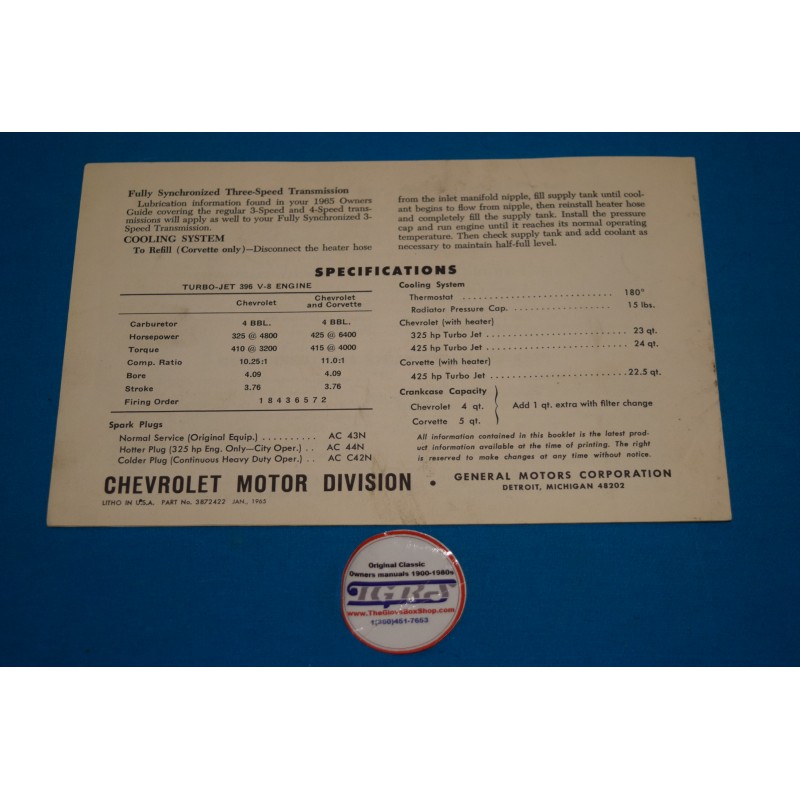 Fully Synchronized Three-Speed Transmission
Lubrication information found in your 1965 Owners
Guide covering the regular 3-Speed and 4-Speed trans-
missions will apply as well to your Fully Synchronized 3-
Speed Transmission.
COOLING SYSTEM
To Refill (Corvette only)—Disconnect the heater hose
from the inlet manifold nipple, fill supply tank until cool-
ant begins to flow from nipple, then reinstall heater hose
and completely fill the supply tank. Install the pressure
cap and run engine until it reaches its normal operating
temperature. Then check supply tank and add coolant as
necessary to maintain half-full level.
SPECIFICATIONS
TURBO-JET 396 V-8 ENGINE
Chevrolet Chevrolet and Corvette
Carburetor 4 BBL. 4 BBL.
Horsepower 325 @ 4800 425 @ 6400
Torque 410 @ 3200 415 @ 4000
Comp. Ratio 10.25:1 11.0:1
Bore 4.09 4.09
Stroke 3.76 3.76
Firing Order 1 8 4 3 6 5 7 2
Spark Plugs
Normal Service (Original Equip.) .......... AC 43N
Hotter Plug (325 hp Eng. Only—City Oper.) .. AC 44N
Colder Plug (Continuous Heavy Duty Oper.) .. AC C42N
Cooling System
Thermostat ............................ 180°
Radiator Pressure Cap. ...................... 15 lbs.
Chevrolet (with heater)
325 hp Turbo Jet ............................ 23 qt.
425 hp Turbo Jet ............................ 24 qt.
Corvette (with heater)
425 hp Turbo Jet ............................ 22.5 qt.
Crankcase Capacity
Chevrolet 4 qt.
Corvette 5 qt.
Add 1 qt. extra with filter change
All information contained in this booklet is the latest prod-
uct information available at the time of printing. The right
is reserved to make changes at any time without notice.
CHEVROLET MOTOR DIVISION • GENERAL MOTORS CORPORATION
DETROIT, MICHIGAN 48202
LITHO IN U.S.A. PART No. 3872422 JAN., 1965
Original Classic
Owners manuals 1900-1980s
TGBS
www.TheGloveBoxShop.com
1(208)451-7653